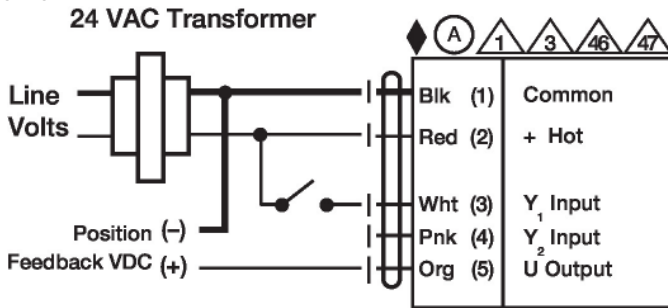 24 VAC Transformer
A 1 3 46 47
Line
Volts
Blk (1) Common
Red (2) + Hot
Wht (3) Y1 Input
Pnk (4) Y2 Input
Org (5) U Output
Position (-)
Feedback VDC (+)